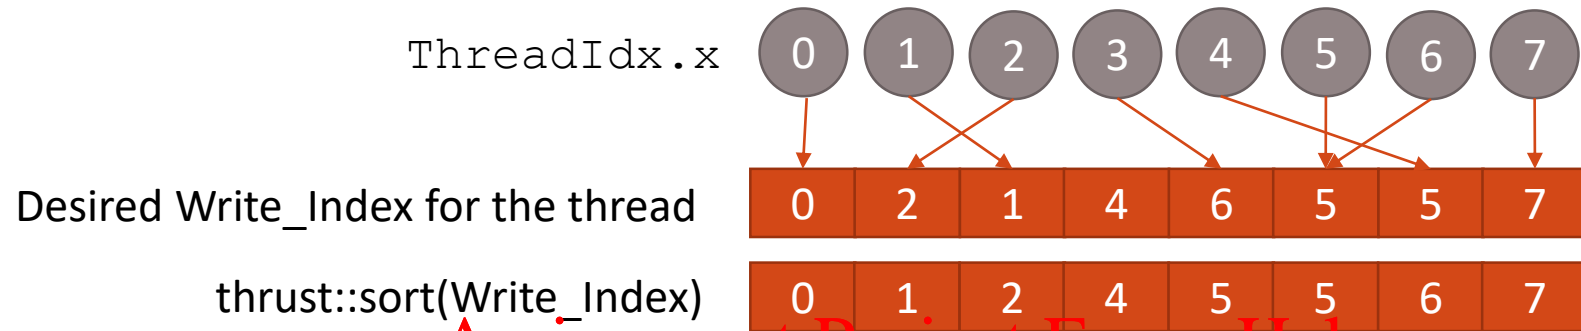 ThreadIdx.x 0 1 2 3 4 5 6 7
Desired Write_Index for the thread 0 2 1 4 6 5 5 7
thrust::sort(Write_Index) 0 1 2 4 5 5 6 7